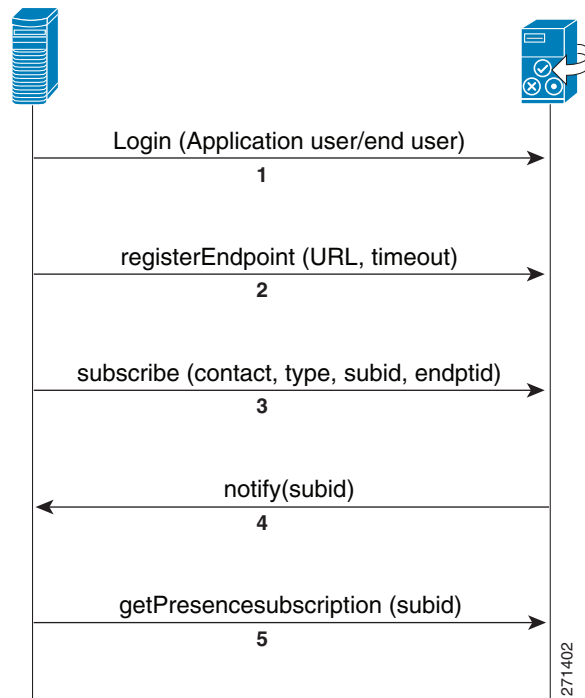 Login (Application user/end user)
1
registerEndpoint (URL, timeout)
2
subscribe (contact, type, subid, endptid)
3
notify(subid)
4
getPresencesubscription (subid)
5
271402